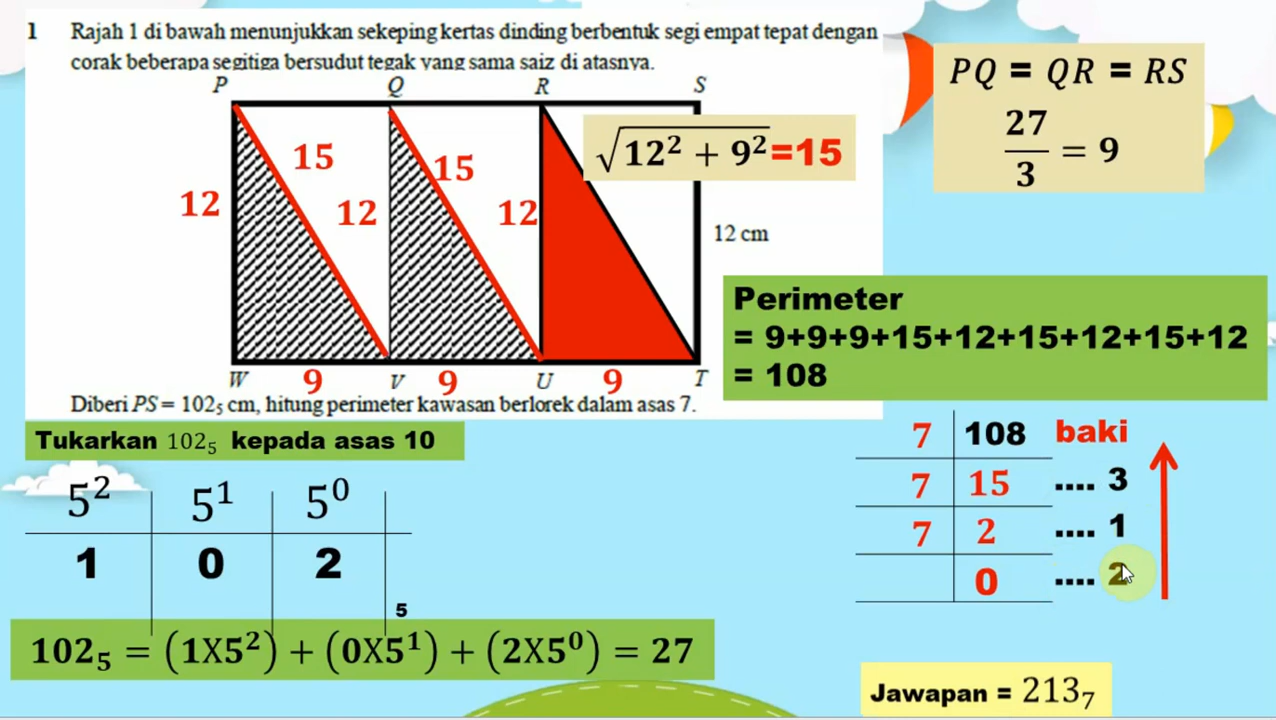 1 Rajah 1 di bawah menunjukkan sekeping kertas dinding berbentuk segi empat tepat dengan
corak beberapa segitiga bersudut tegak yang sama saiz di atasnya.
P Q R S
15 15 √12² + 9² =15
12 12 12
12 cm
W 9 V 9 U 9 T
Diberi PS = 102₅ cm, hitung perimeter kawasan berlorek dalam asas 7.
PQ = QR = RS
27/3 = 9
Perimeter
= 9+9+9+15+12+15+12+15+12
= 108
Tukarkan 102₅ kepada asas 10
5² 5¹ 5⁰
1 0 2
5
102₅ = (1X5²) + (0X5¹) + (2X5⁰) = 27
7 108 baki
7 15 .... 3
7 2 .... 1
0 .... 2
Jawapan = 213₇